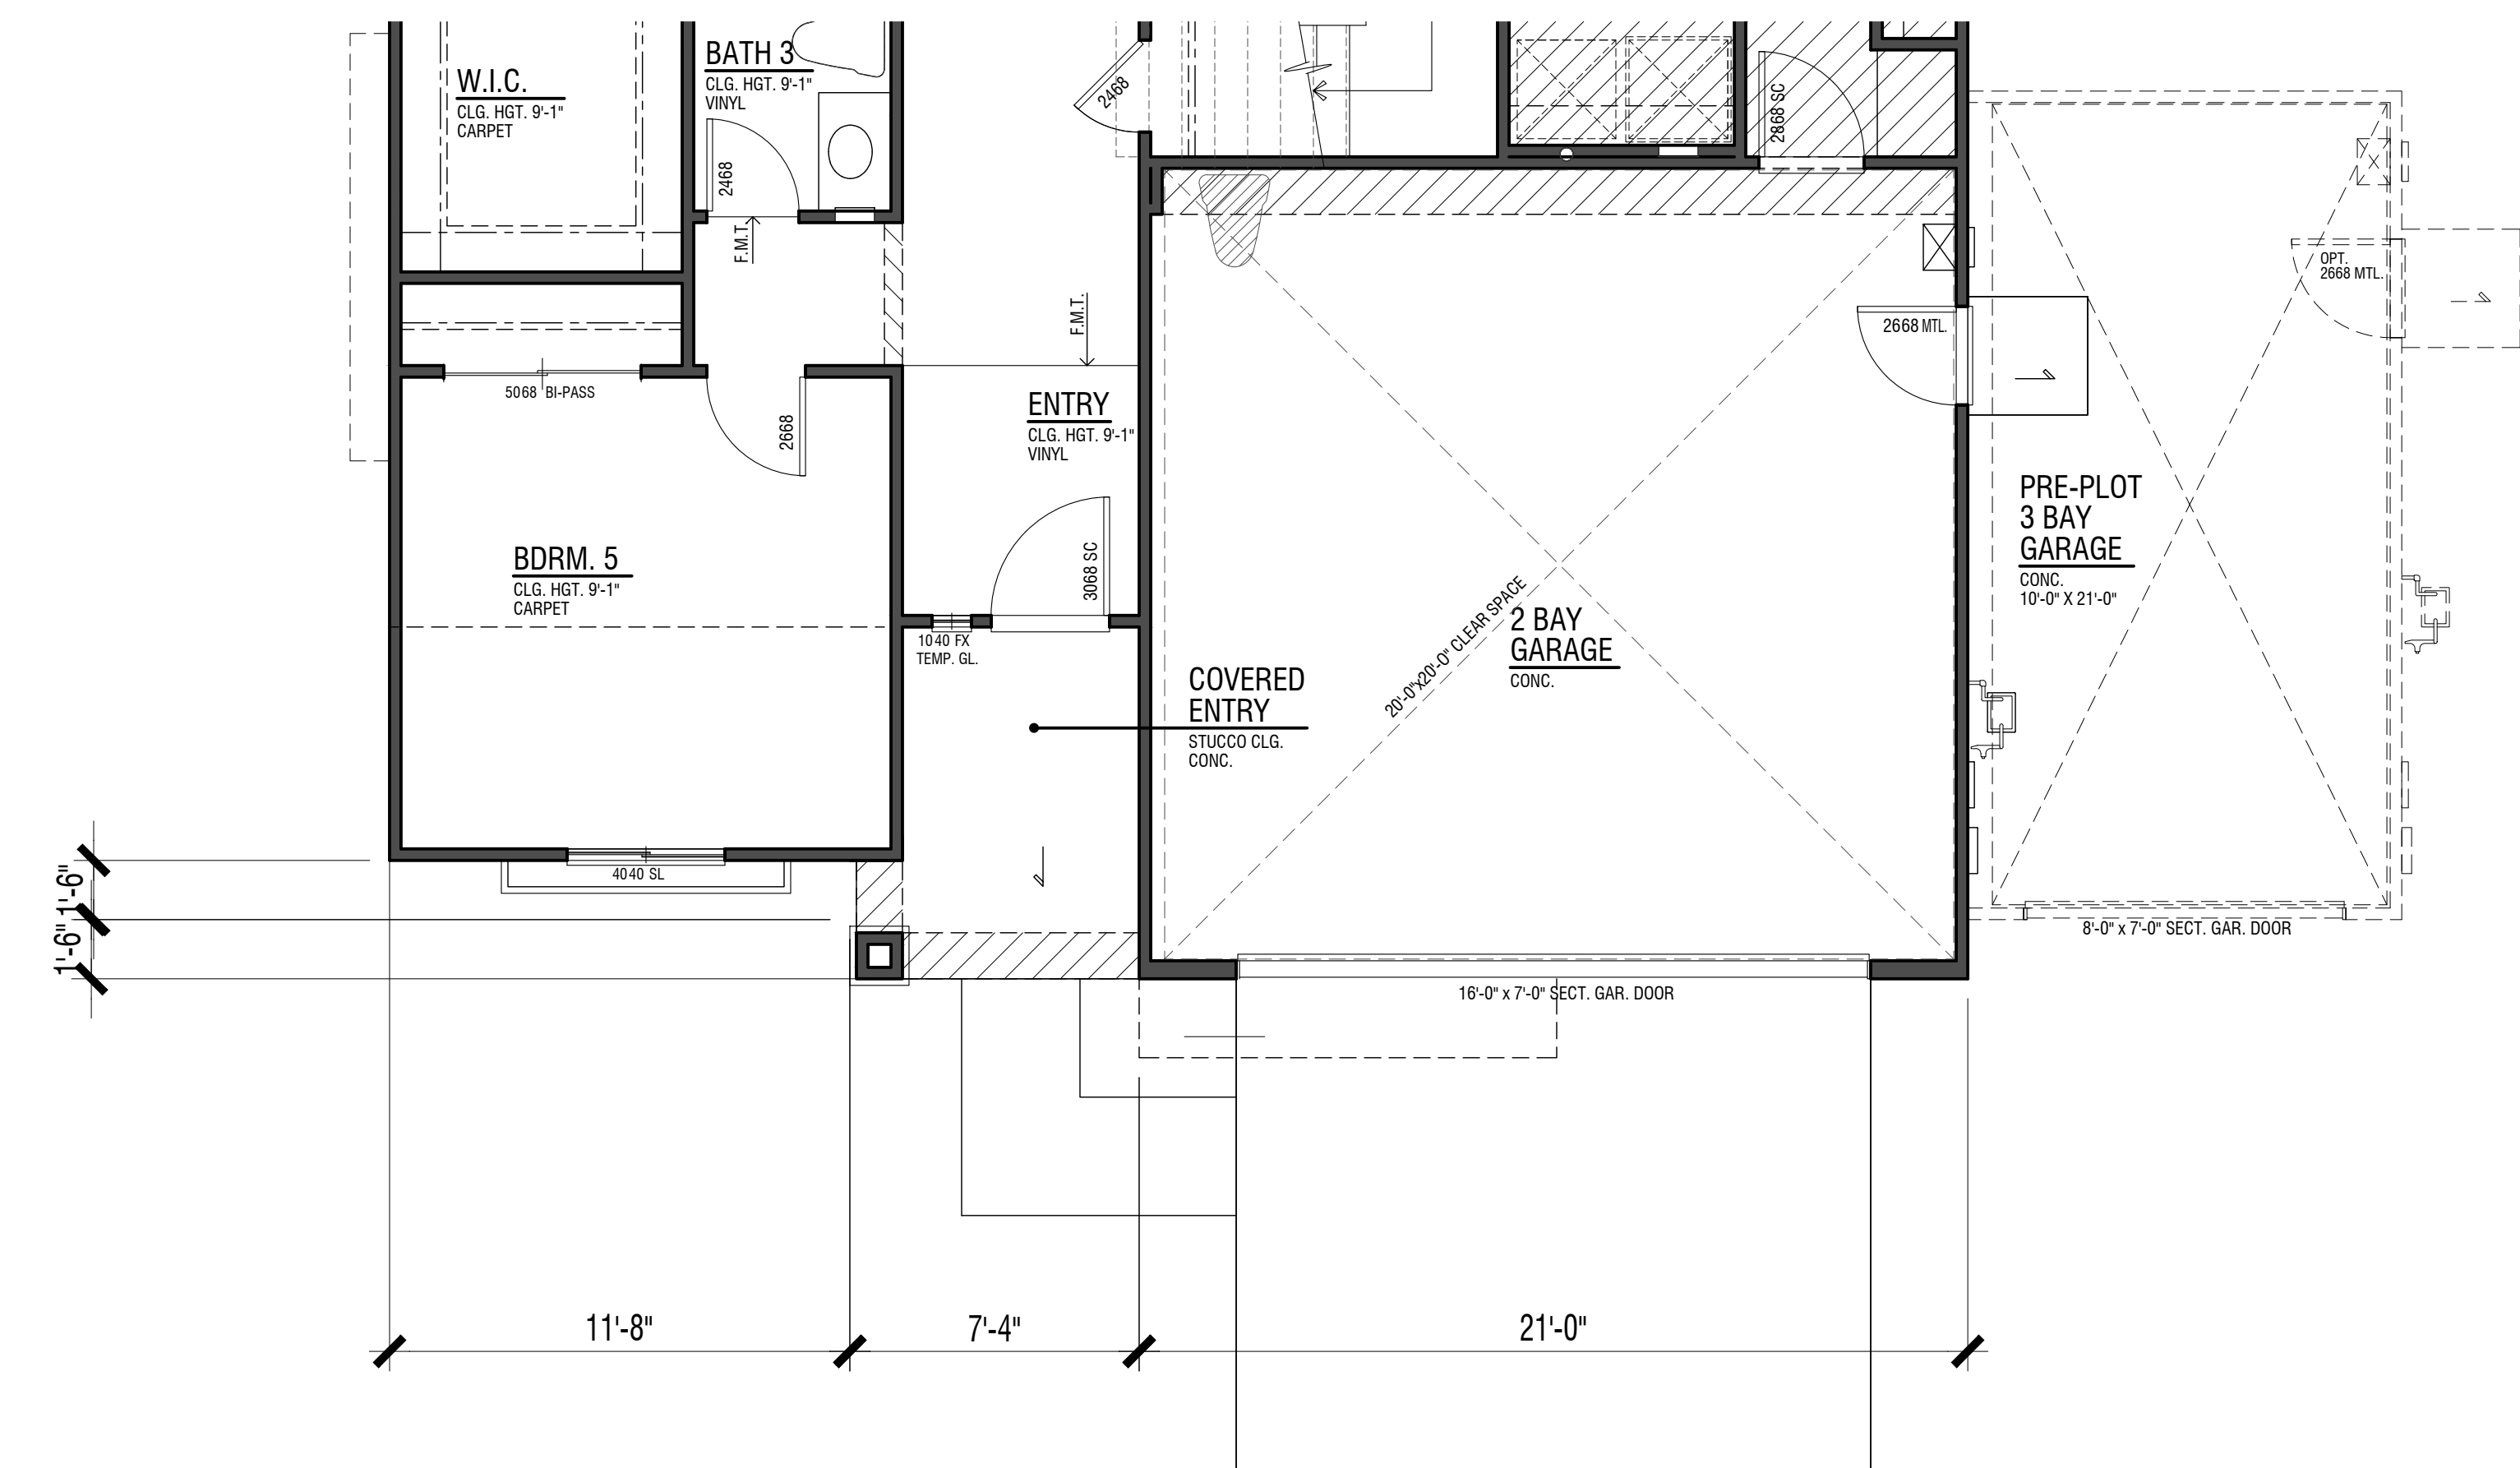 BATH 3
CLG. HGT. 9'-1"
VINYL
W.I.C.
CLG. HGT. 9'-1"
CARPET
2468
2468
2868 SC
F.M.T.
OPT.
2668 MTL.
F.M.T.
2668 MTL.
5068 BI-PASS
2668
ENTRY
CLG. HGT. 9'-1"
VINYL
PRE-PLOT
3 BAY
GARAGE
CONC.
10'-0" X 21'-0"
BDRM. 5
CLG. HGT. 9'-1"
CARPET
3068 SC
1040 FX
TEMP. GL.
20'-0"x20'-0" CLEAR SPACE
2 BAY
GARAGE
CONC.
COVERED
ENTRY
STUCCO CLG.
CONC.
4040 SL
1'-6"
1'-6"
8'-0" x 7'-0" SECT. GAR. DOOR
16'-0" x 7'-0" SECT. GAR. DOOR
11'-8"
7'-4"
21'-0"